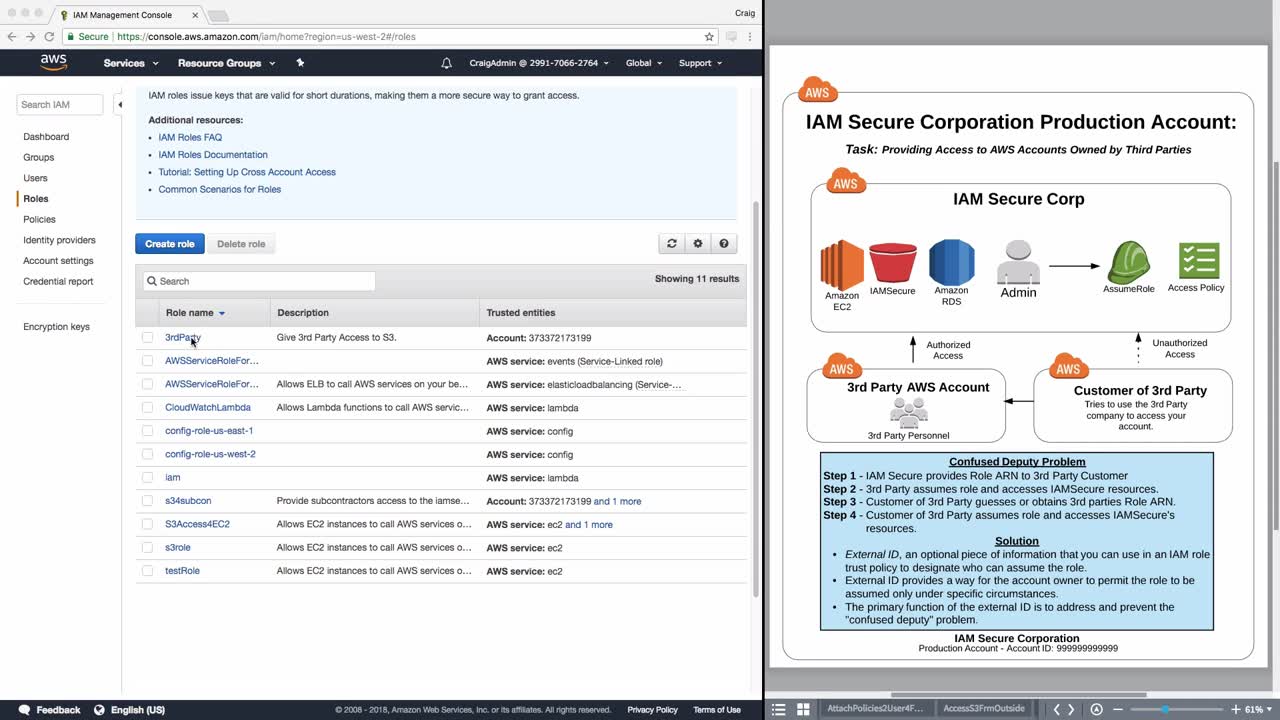 IAM Management Console
Craig
Secure
https://console.aws.amazon.com/iam/home?region=us-west-2#/roles
aws
Services
Resource Groups
CraigAdmin @ 2991-7066-2764
Global
Support
Search IAM
Dashboard
Groups
Users
Roles
Policies
Identity providers
Account settings
Credential report
Encryption keys
IAM roles issue keys that are valid for short durations, making them a more secure way to grant access.
Additional resources:
• IAM Roles FAQ
• IAM Roles Documentation
• Tutorial: Setting Up Cross Account Access
• Common Scenarios for Roles
Create role
Delete role
Search
Showing 11 results
Role name Description Trusted entities
3rdParty Give 3rd Party Access to S3. Account: 373372173199
AWSServiceRoleFor... AWS service: events (Service-Linked role)
AWSServiceRoleFor... Allows ELB to call AWS services on your be... AWS service: elasticloadbalancing (Service-...
CloudWatchLambda Allows Lambda functions to call AWS servic... AWS service: lambda
config-role-us-east-1 AWS service: config
config-role-us-west-2 AWS service: config
iam AWS service: lambda
s34subcon Provide subcontractors access to the iamse... Account: 373372173199 and 1 more
S3Access4EC2 Allows EC2 instances to call AWS services o... AWS service: ec2 and 1 more
s3role Allows EC2 instances to call AWS services o... AWS service: ec2
testRole Allows EC2 instances to call AWS services o... AWS service: ec2
Feedback
English (US)
© 2008 - 2018, Amazon Web Services, Inc. or its affiliates. All rights reserved.
Privacy Policy
Terms of Use
AWS
IAM Secure Corporation Production Account:
Task: Providing Access to AWS Accounts Owned by Third Parties
AWS
IAM Secure Corp
Amazon
EC2
IAMSecure
Amazon
RDS
Admin
AssumeRole
Access Policy
Authorized
Access
Unauthorized
Access
AWS
3rd Party AWS Account
3rd Party Personnel
AWS
Customer of 3rd Party
Tries to use the 3rd Party
company to access your
account.
Confused Deputy Problem
Step 1 - IAM Secure provides Role ARN to 3rd Party Customer
Step 2 - 3rd Party assumes role and accesses IAMSecure resources.
Step 3 - Customer of 3rd Party guesses or obtains 3rd parties Role ARN.
Step 4 - Customer of 3rd Party assumes role and accesses IAMSecure's
resources.
Solution
• External ID, an optional piece of information that you can use in an IAM role
trust policy to designate who can assume the role.
• External ID provides a way for the account owner to permit the role to be
assumed only under specific circumstances.
• The primary function of the external ID is to address and prevent the
"confused deputy" problem.
IAM Secure Corporation
Production Account - Account ID: 999999999999
AttachPolicies2User4F...
AccessS3FrmOutside
61%